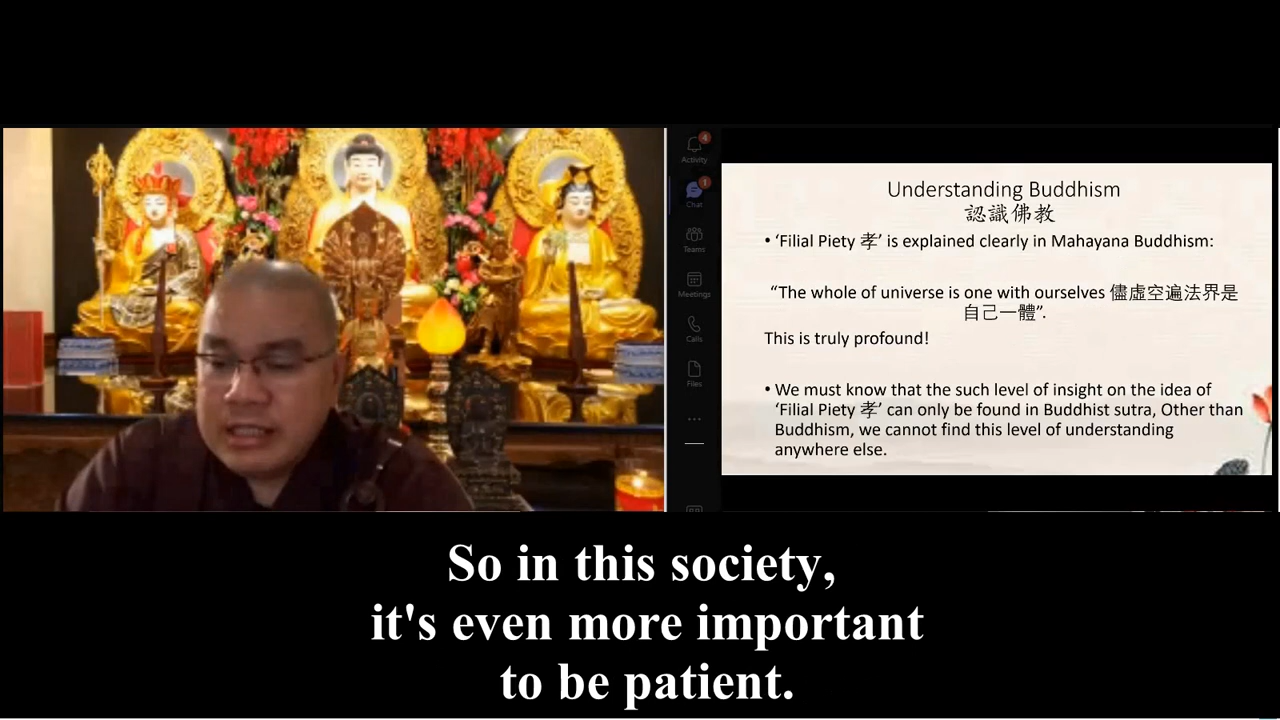 4
Activity
1
Chat
Teams
Meetings
Calls
Files
Understanding Buddhism
認識佛教
• ‘Filial Piety 孝’ is explained clearly in Mahayana Buddhism:
“The whole of universe is one with ourselves 儘虛空遍法界是
自己一體”.
This is truly profound!
• We must know that the such level of insight on the idea of
‘Filial Piety 孝’ can only be found in Buddhist sutra, Other than
Buddhism, we cannot find this level of understanding
anywhere else.
So in this society,
it's even more important
to be patient.